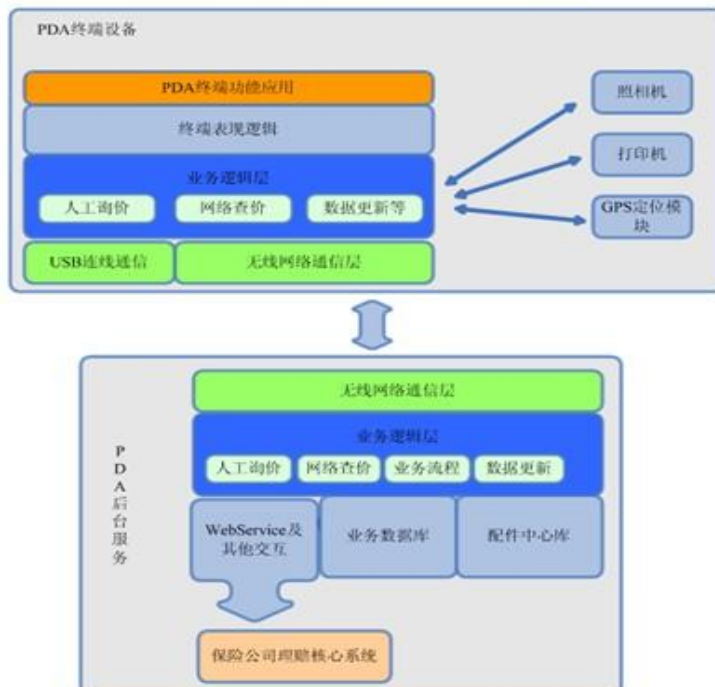 PDA终端设备
PDA终端功能应用
终端表现逻辑
业务逻辑层
人工询价
网络查价
数据更新等
USB连线通信
无线网络通信层
照相机
打印机
GPS定位模
块
无线网络通信层
业务逻辑层
人工询价
网络查价
业务流程
数据更新
PDA后台服务
WebService及
其他交互
业务数据库
配件中心库
保险公司理赔核心系统